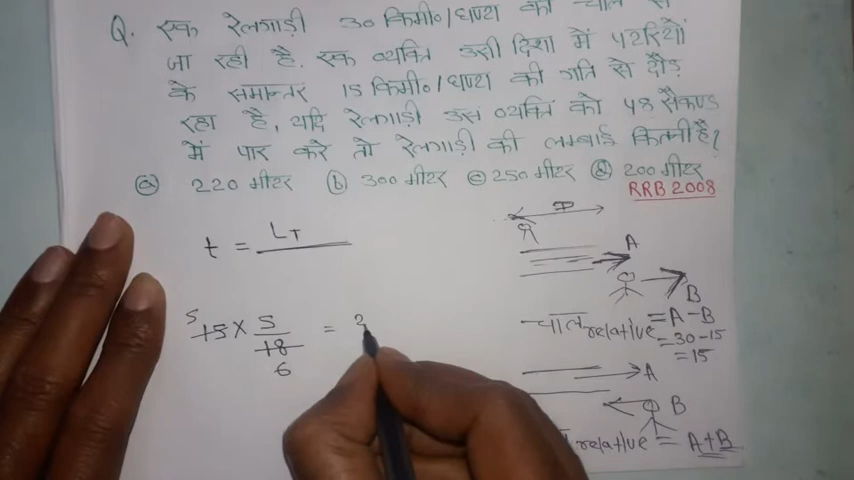 Q. एक रेलगाड़ी 30 किमी०/घण्टा की चाल से
जा रही है. एक व्यक्ति उसी दिशा में पटरियों
के समान्तर 15 किमी०/घण्टा की गति से दौड़
रहा है, यदि रेलगाड़ी उस व्यक्ति को 48 सैकण्ड
में पार करे तो रेलगाड़ी की लम्बाई कितनी है?
(a) 220 मीटर (b) 300 मीटर (c) 250 मीटर (d) 200 मीटर
RRB 2008
t = LT
5
15 × 5 = 2
18
6
A
B
चाल relative = A - B
= 30 - 15
= 15
A
B
relative = A + B